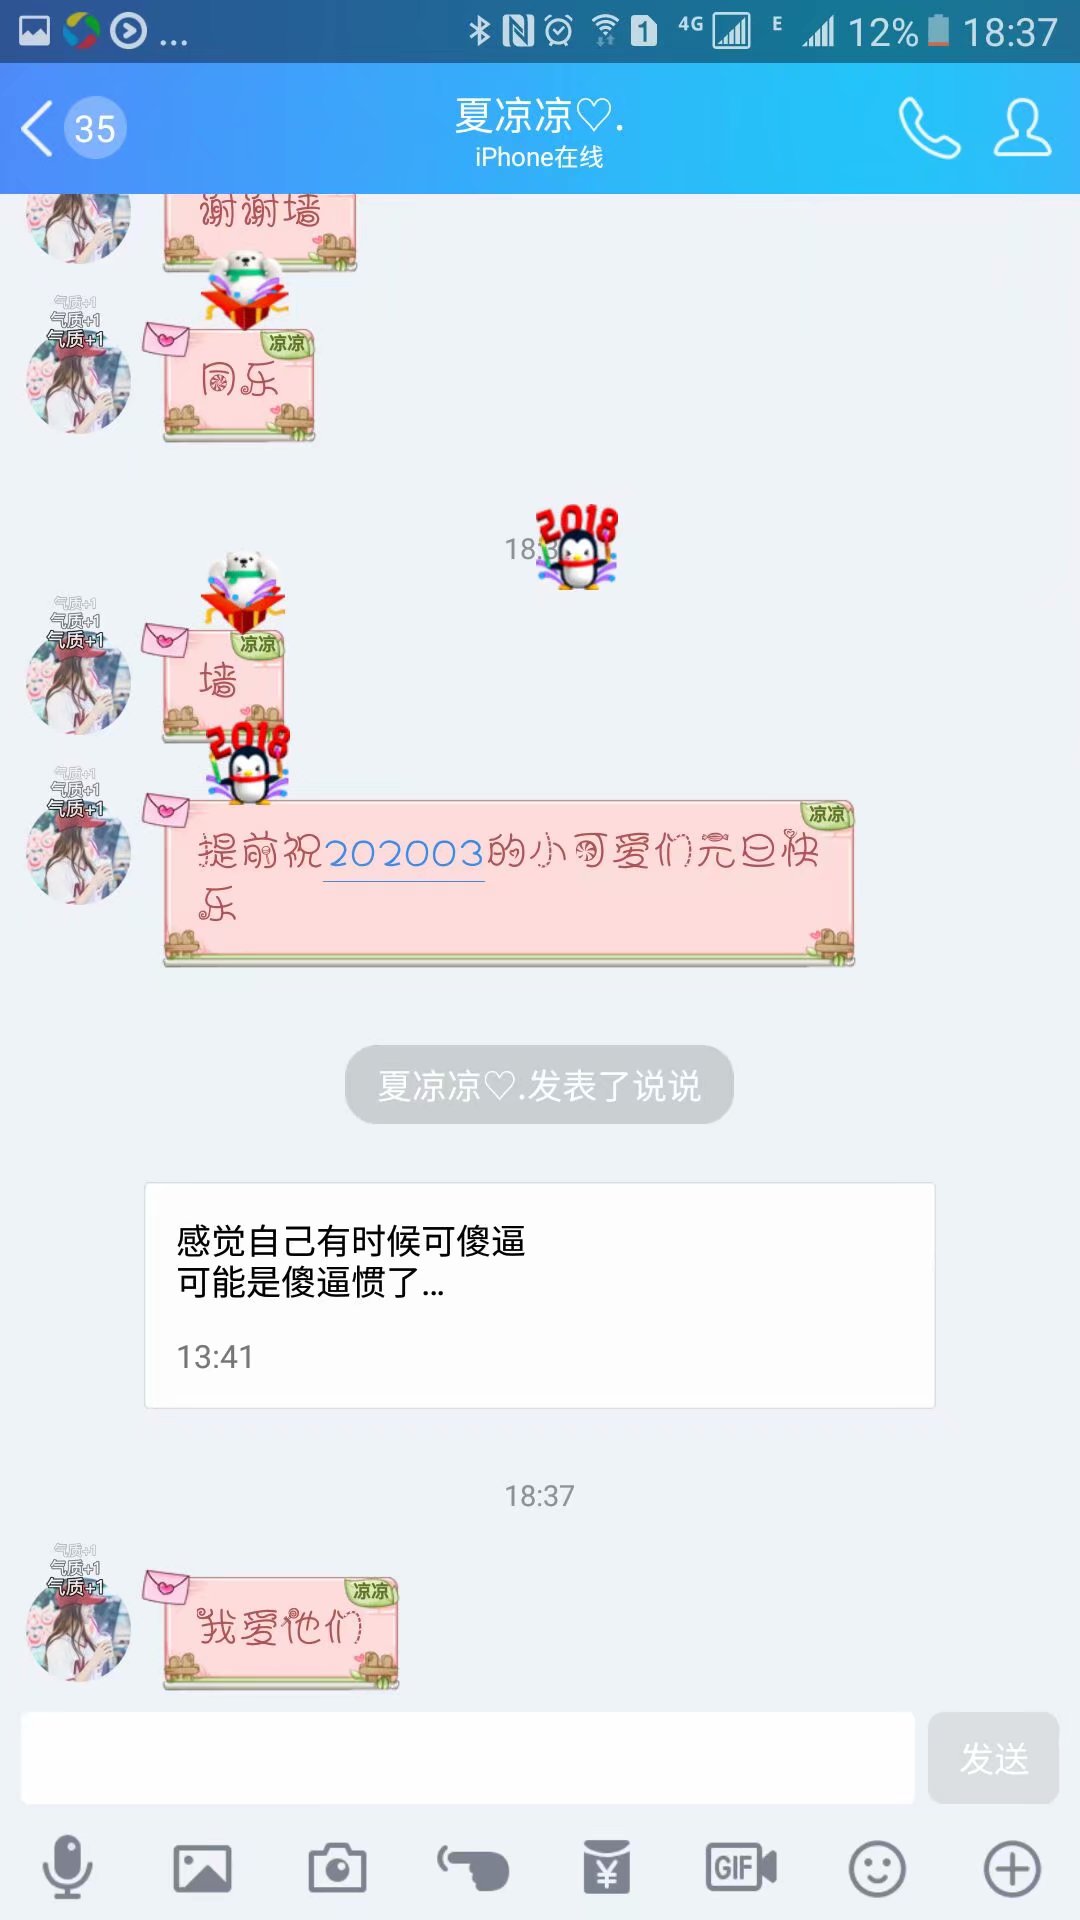 ... 1 4G E 12% 18:37
35
夏凉凉♡.
iPhone在线
谢谢墙
气质+1
气质+1
气质+1
凉凉
同乐
2018
18:3
气质+1
气质+1
气质+1
凉凉
墙
2018
气质+1
气质+1
气质+1
凉凉
提前祝202003的小可爱们元旦快
乐
夏凉凉♡.发表了说说
感觉自己有时候可傻逼
可能是傻逼惯了...
13:41
18:37
气质+1
气质+1
气质+1
凉凉
我爱他们
发送
¥
GIF